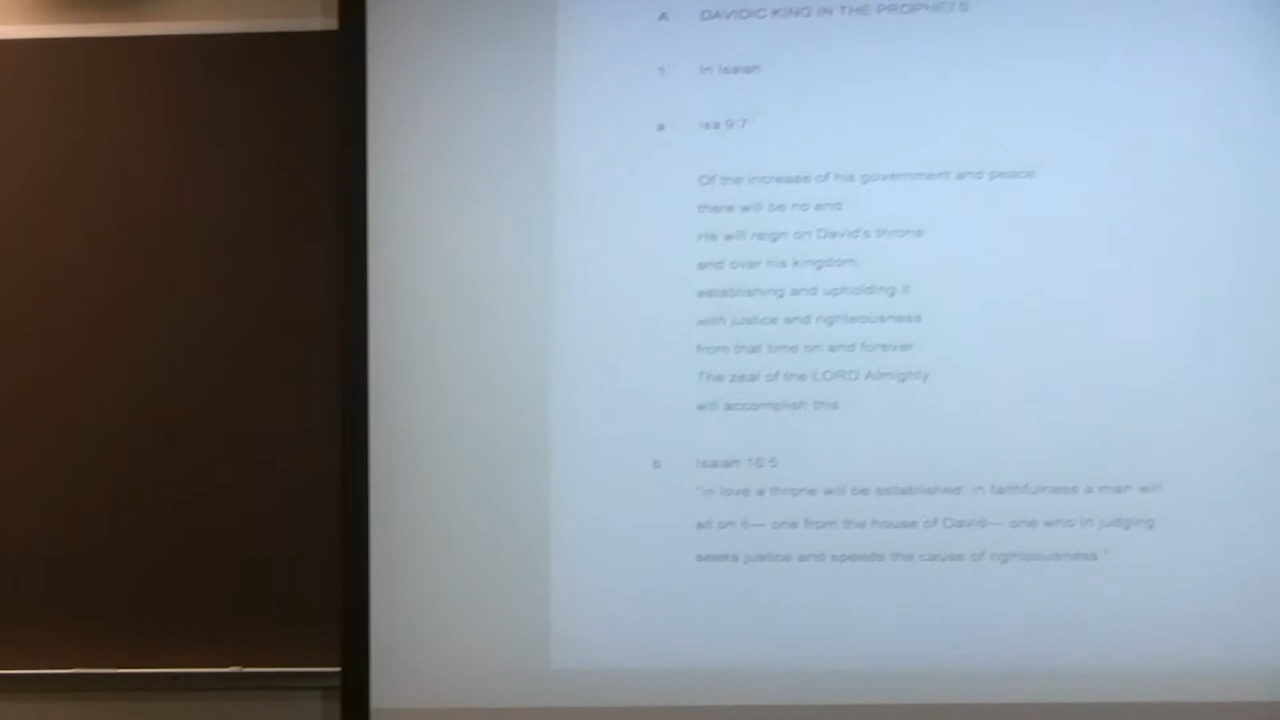 A DAVIDIC KING IN THE PROPHETS
1 In Isaiah
a Isa 9:7
Of the increase of his government and peace
there will be no end
He will reign on David's throne
and over his kingdom,
establishing and upholding it
with justice and righteousness
from that time on and forever.
The zeal of the LORD Almighty
will accomplish this
b Isaiah 16:5
"In love a throne will be established; in faithfulness a man will
sit on it— one from the house of David— one who in judging
seeks justice and speeds the cause of righteousness."